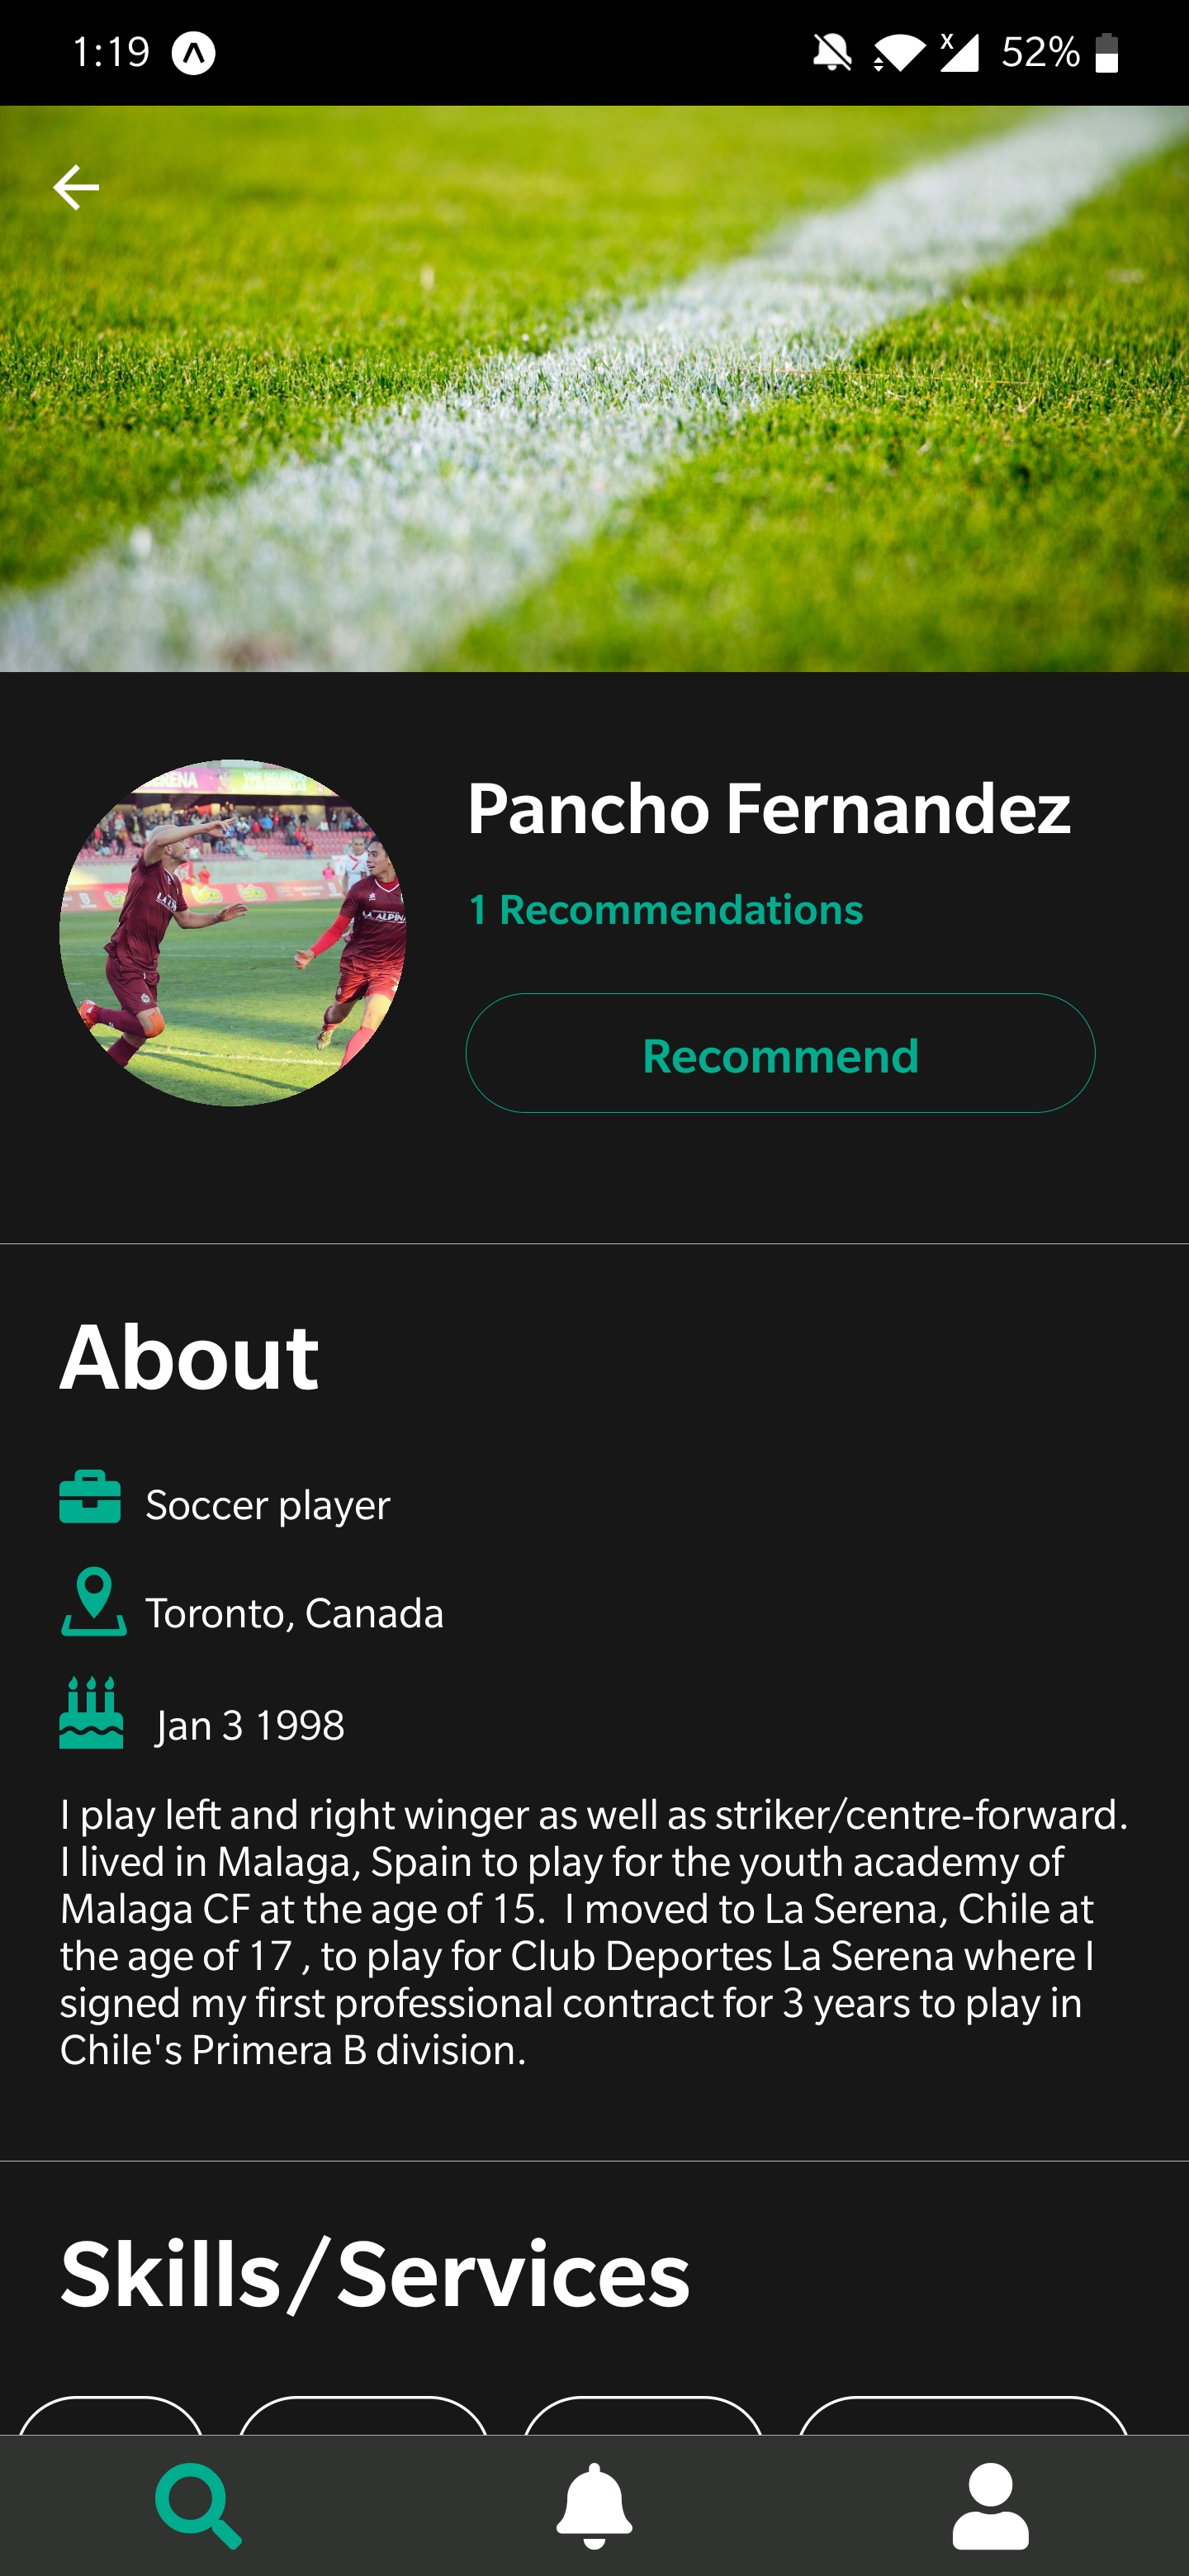 1:19
52%
Pancho Fernandez
1 Recommendations
Recommend
LA ALPINA
About
Soccer player
Toronto, Canada
Jan 3 1998
I play left and right winger as well as striker/centre-forward.
I lived in Malaga, Spain to play for the youth academy of
Malaga CF at the age of 15.  I moved to La Serena, Chile at
the age of 17 , to play for Club Deportes La Serena where I
signed my first professional contract for 3 years to play in
Chile's Primera B division.
Skills/Services